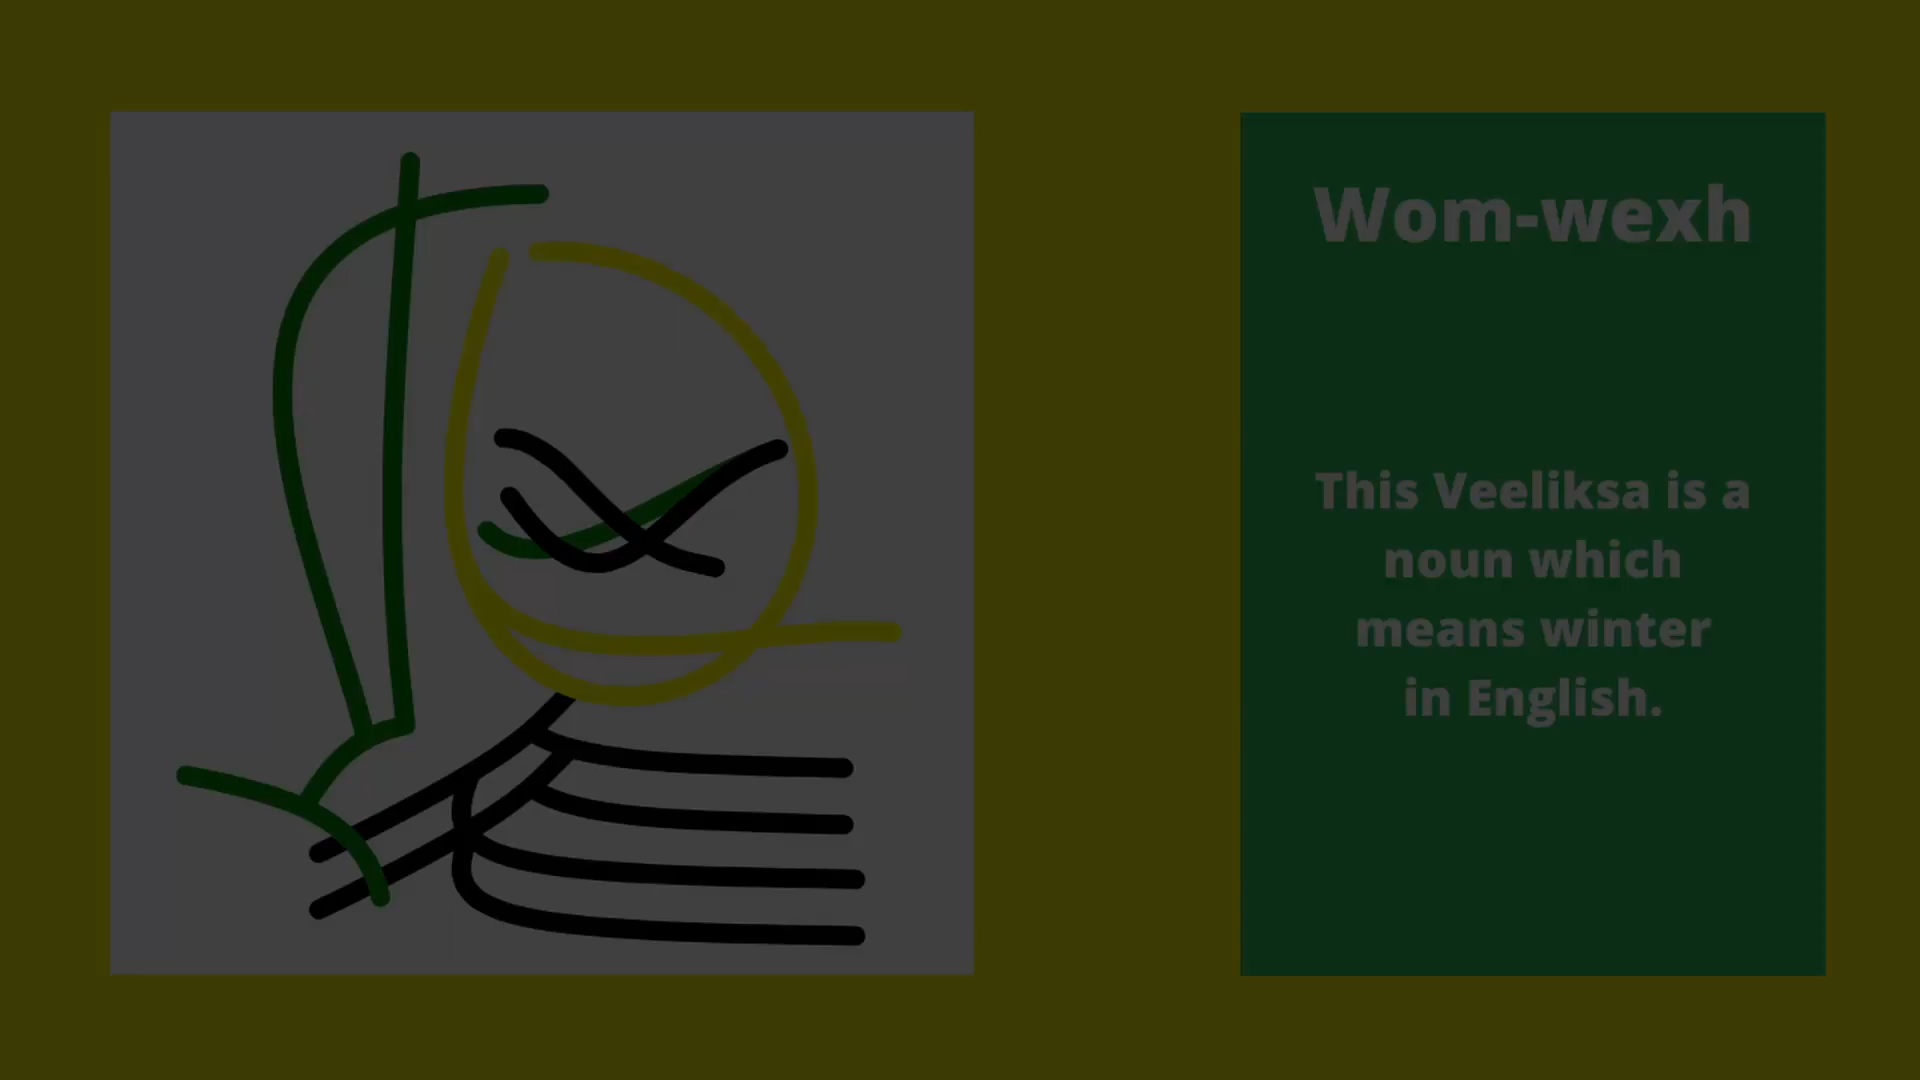 Wom-wexh
This Veeliksa is a
noun which
means winter
in English.